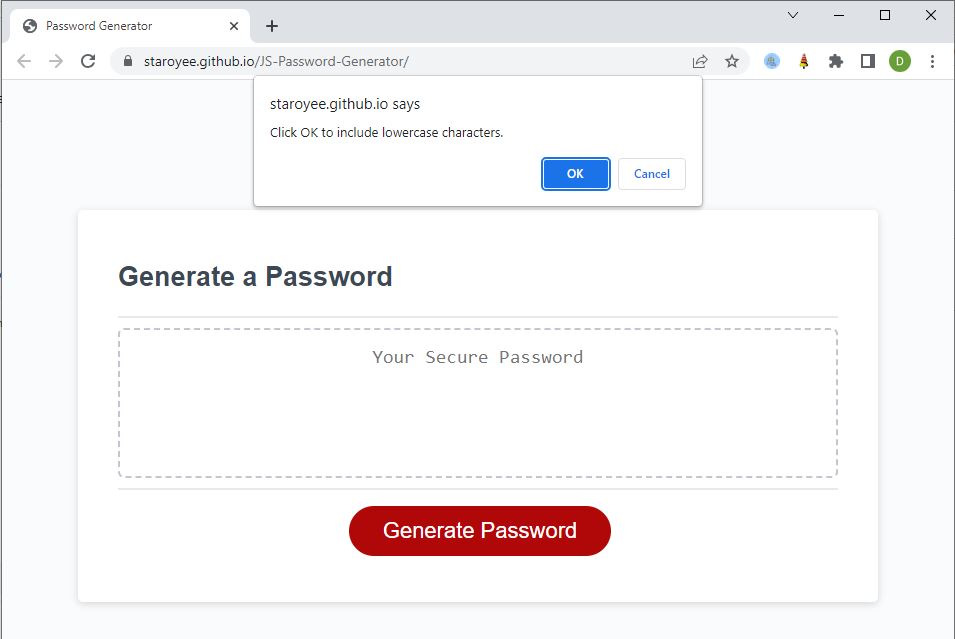 Password Generator
staroyee.github.io/JS-Password-Generator/
D
staroyee.github.io says
Click OK to include lowercase characters.
OK Cancel
Generate a Password
Your Secure Password
Generate Password